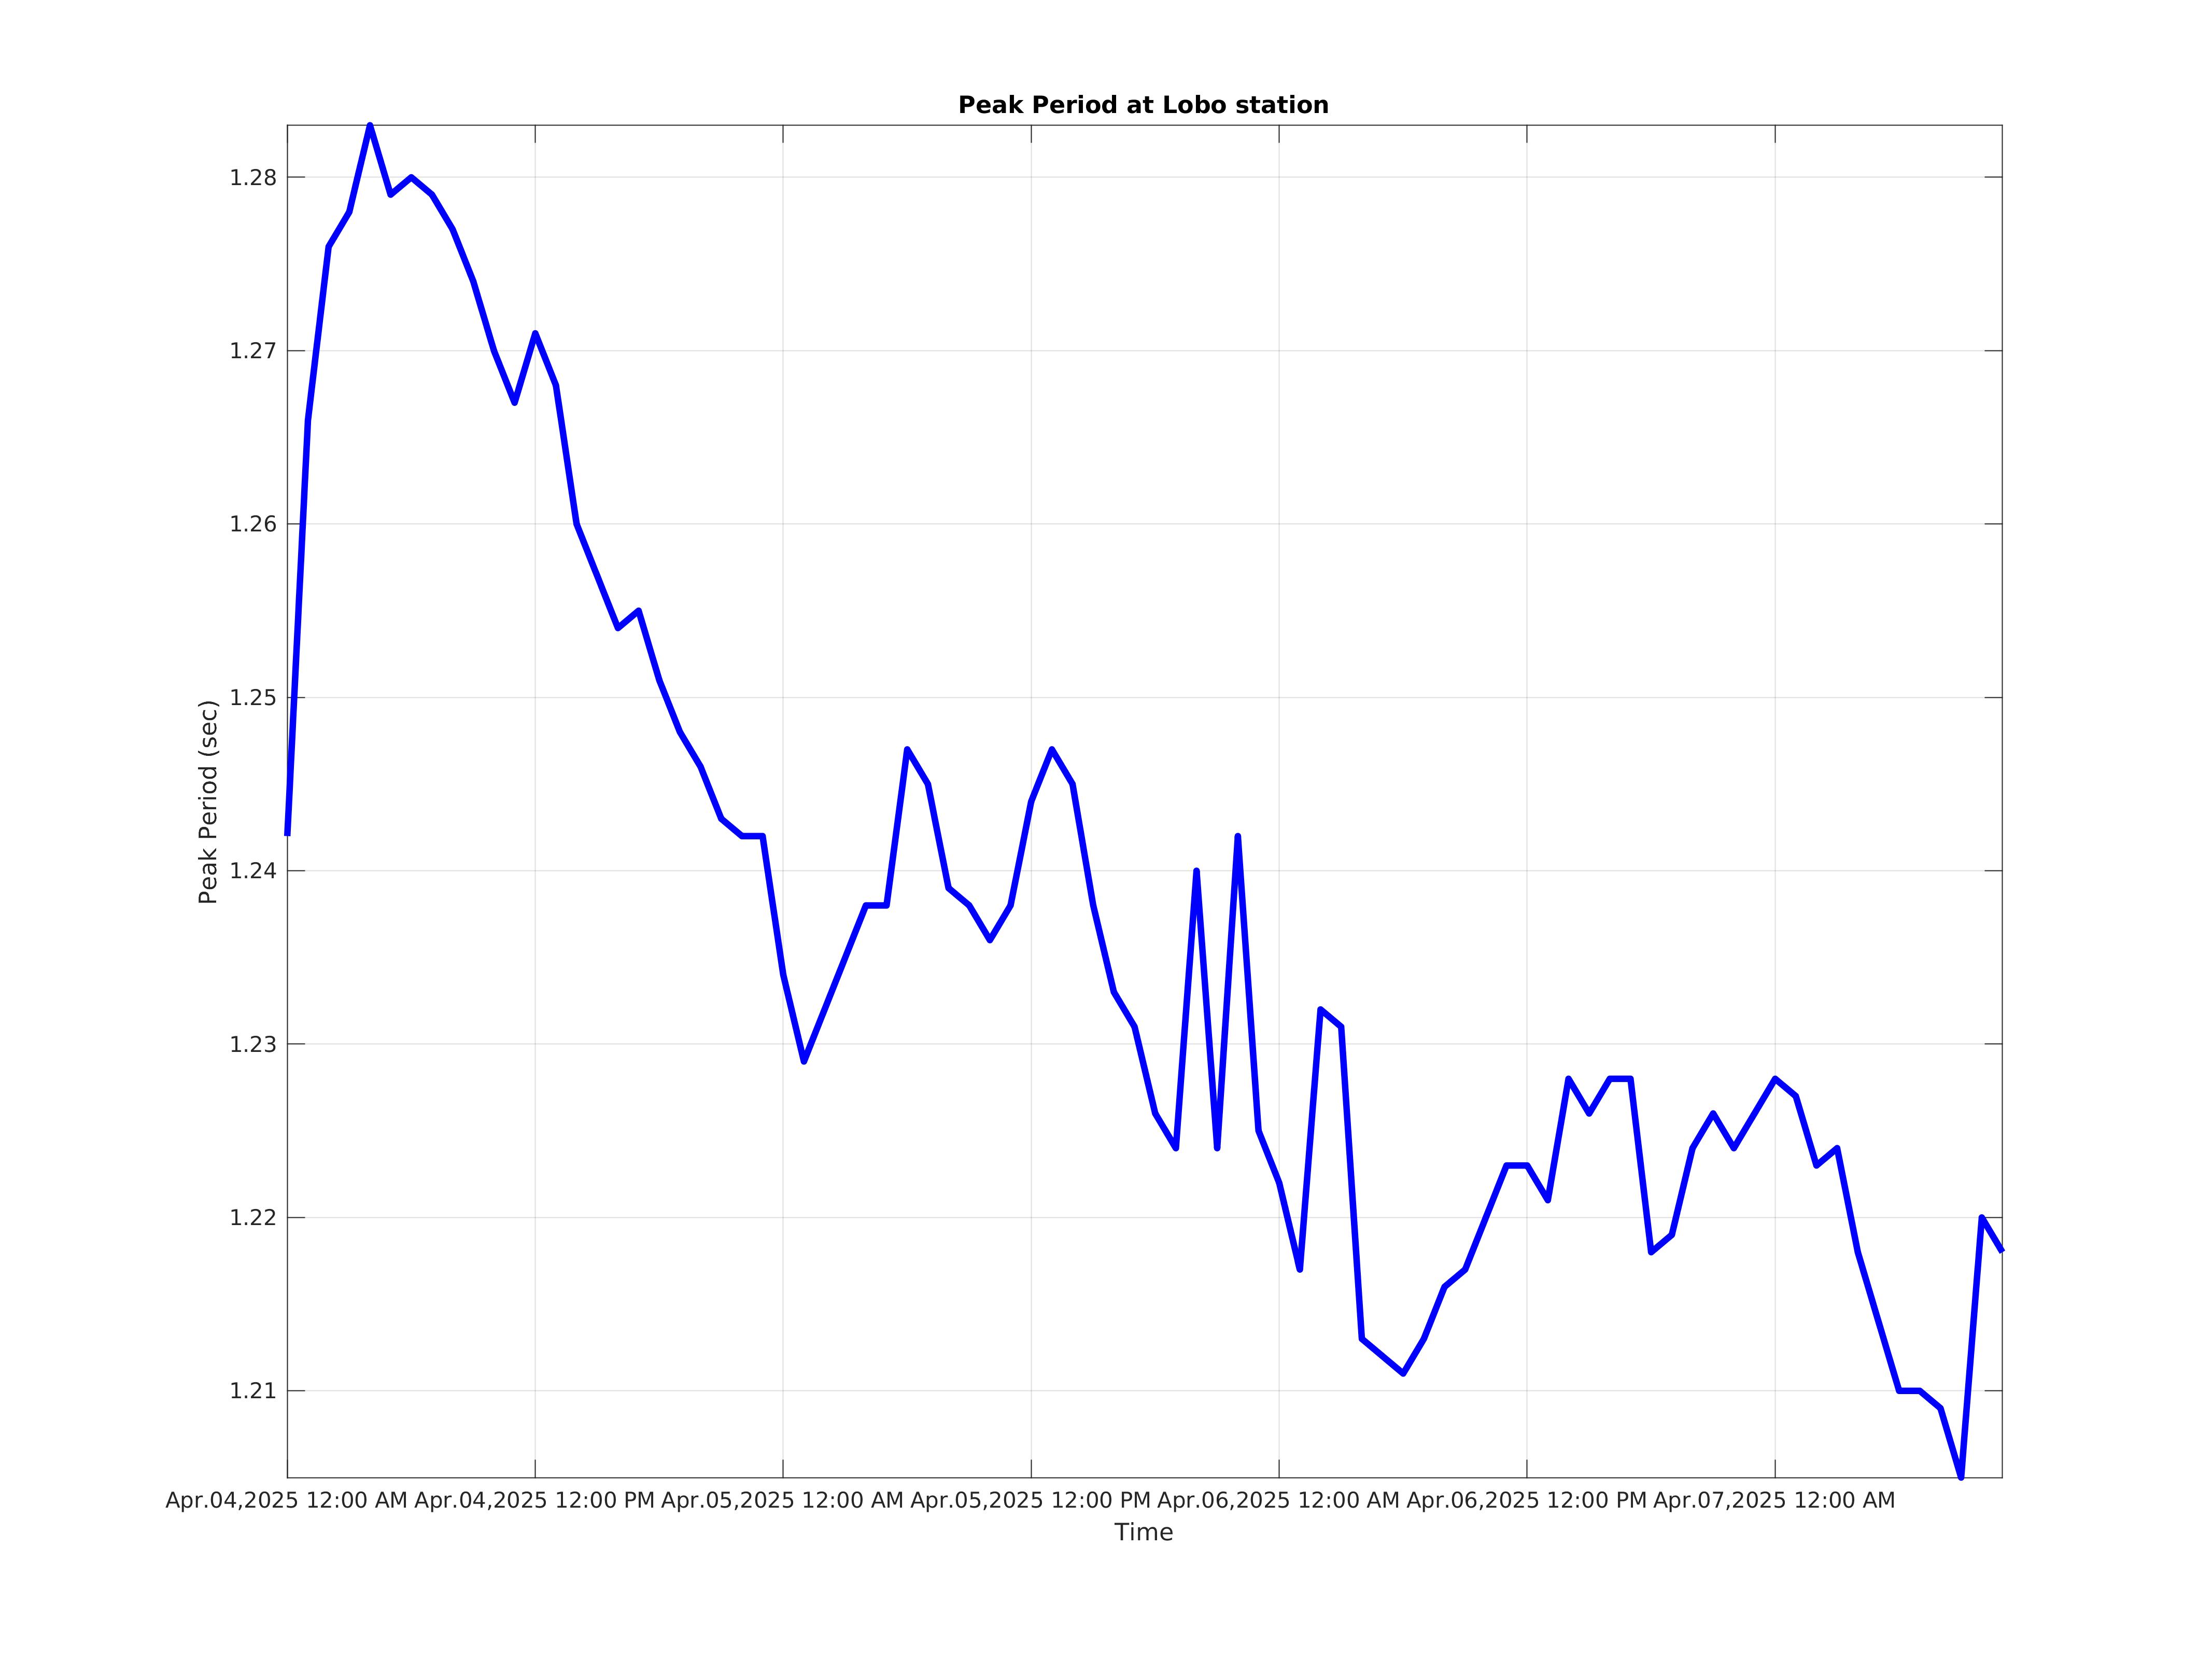 Peak Period at Lobo station
Peak Period (sec)
1.28
1.27
1.26
1.25
1.24
1.23
1.22
1.21
Apr.04,2025 12:00 AM Apr.04,2025 12:00 PM Apr.05,2025 12:00 AM Apr.05,2025 12:00 PM Apr.06,2025 12:00 AM Apr.06,2025 12:00 PM Apr.07,2025 12:00 AM
Time